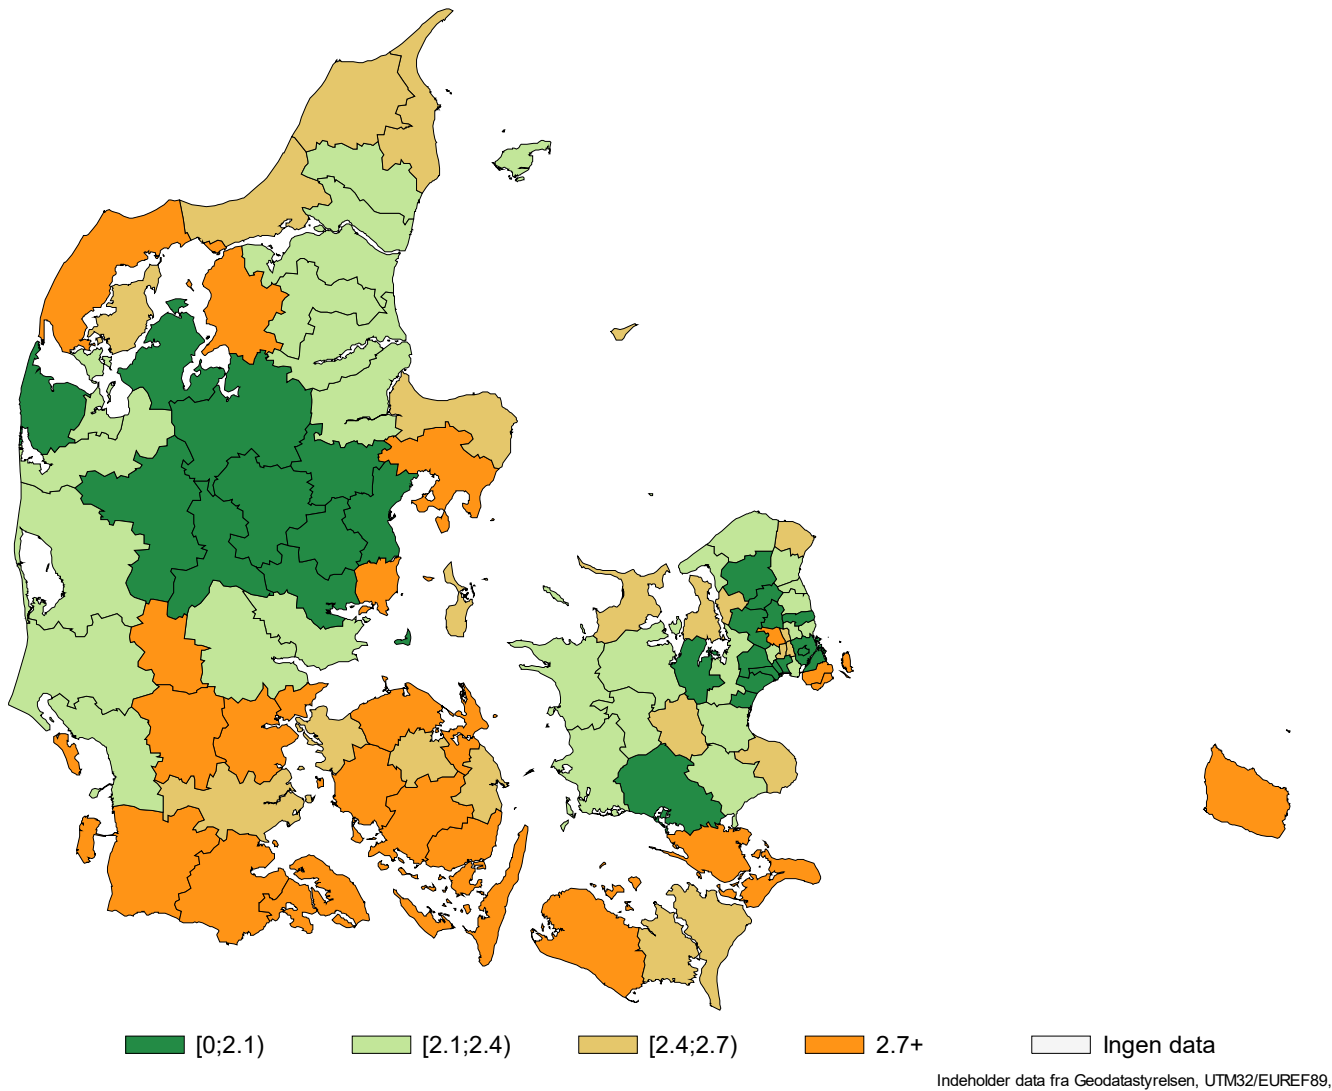 [0;2.1) [2.1;2.4) [2.4;2.7) 2.7+ Ingen data
Indeholder data fra Geodatastyrelsen, UTM32/EUREF89,